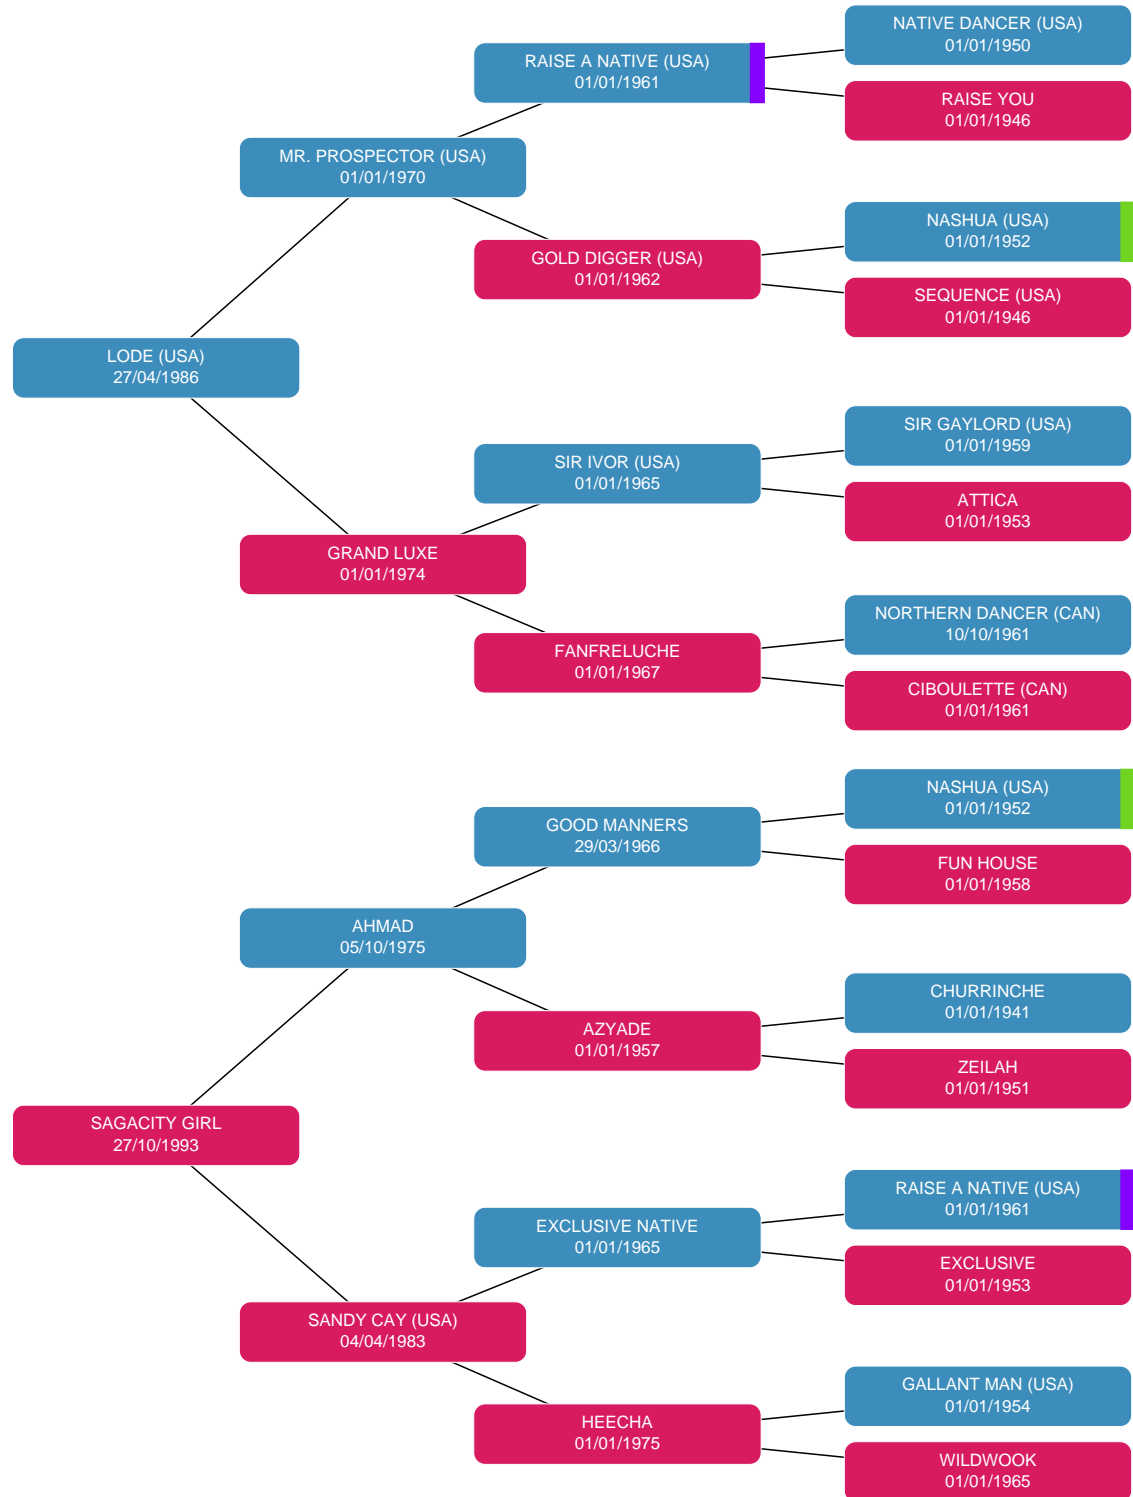 NATIVE DANCER (USA)
01/01/1950
RAISE A NATIVE (USA)
01/01/1961
RAISE YOU
01/01/1946
MR. PROSPECTOR (USA)
01/01/1970
NASHUA (USA)
01/01/1952
GOLD DIGGER (USA)
01/01/1962
SEQUENCE (USA)
01/01/1946
LODE (USA)
27/04/1986
SIR GAYLORD (USA)
01/01/1959
SIR IVOR (USA)
01/01/1965
ATTICA
01/01/1953
GRAND LUXE
01/01/1974
NORTHERN DANCER (CAN)
10/10/1961
FANFRELUCHE
01/01/1967
CIBOULETTE (CAN)
01/01/1961
NASHUA (USA)
01/01/1952
GOOD MANNERS
29/03/1966
FUN HOUSE
01/01/1958
AHMAD
05/10/1975
CHURRINCHE
01/01/1941
AZYADE
01/01/1957
ZEILAH
01/01/1951
SAGACITY GIRL
27/10/1993
RAISE A NATIVE (USA)
01/01/1961
EXCLUSIVE NATIVE
01/01/1965
EXCLUSIVE
01/01/1953
SANDY CAY (USA)
04/04/1983
GALLANT MAN (USA)
01/01/1954
HEECHA
01/01/1975
WILDWOOK
01/01/1965